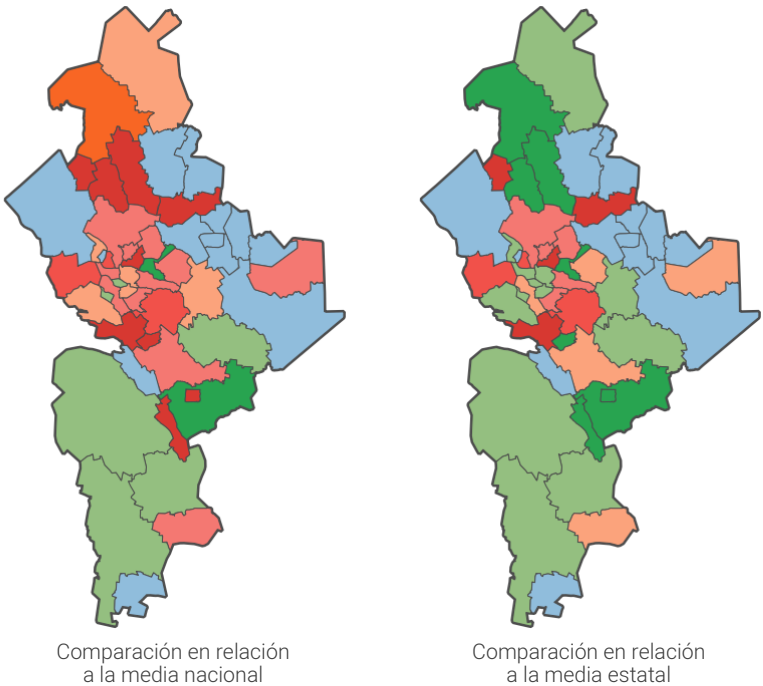 Comparación en relación
a la media nacional
Comparación en relación
a la media estatal